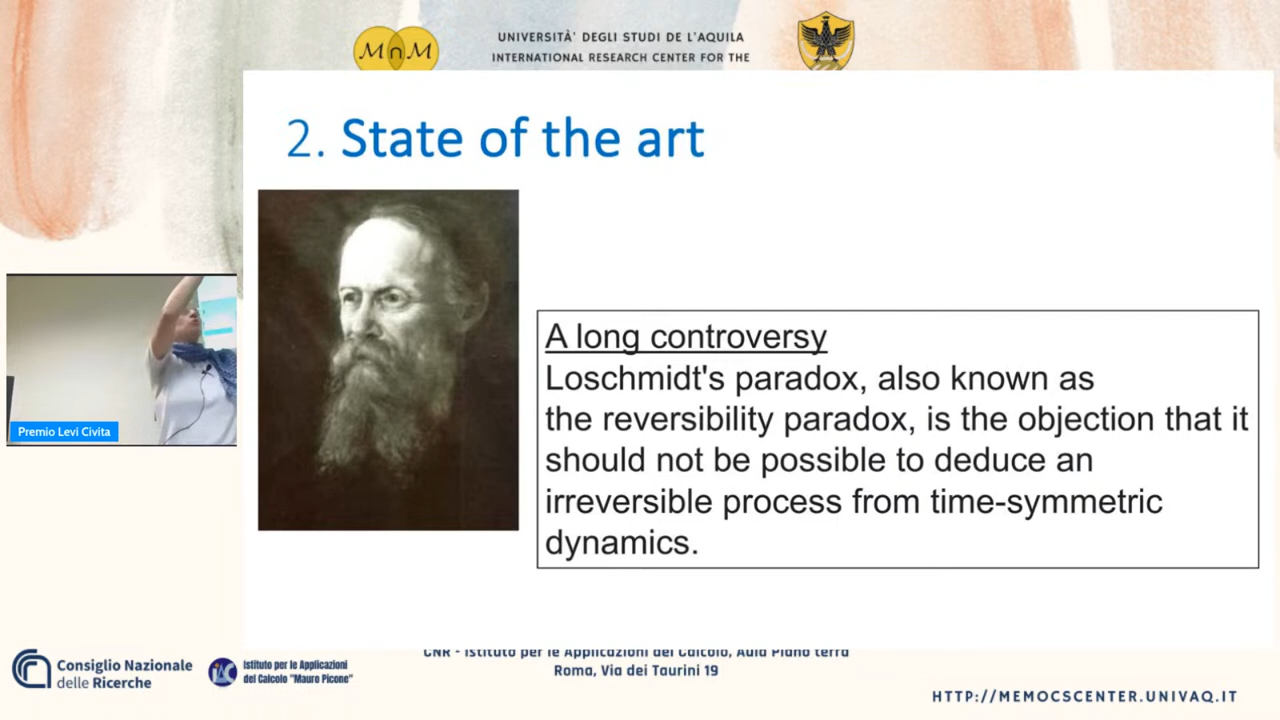 MnM
UNIVERSITÀ' DEGLI STUDI DE L'AQUILA
INTERNATIONAL RESEARCH CENTER FOR THE
2. State of the art
A long controversy
Loschmidt's paradox, also known as
the reversibility paradox, is the objection that it
should not be possible to deduce an
irreversible process from time-symmetric
dynamics.
Premio Levi Civita
Consiglio Nazionale
delle Ricerche
IAC
Istituto per le Applicazioni
del Calcolo "Mauro Picone"
CNR - Istituto per le Applicazioni del Calcolo, Aula Piano terra
Roma, Via dei Taurini 19
HTTP://MEMOCSCENTER.UNIVAQ.IT